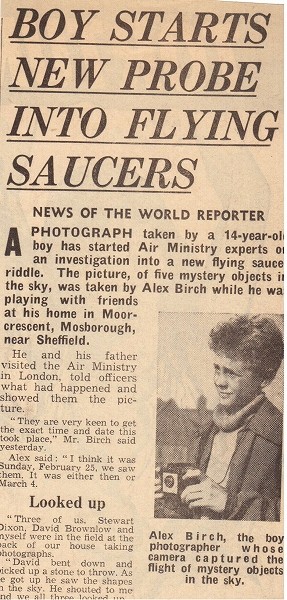 BOY STARTS
NEW PROBE
INTO FLYING
SAUCERS
NEWS OF THE WORLD REPORTER
A PHOTOGRAPH taken by a 14-year-ol
boy has started Air Ministry experts o
an investigation into a new flying sauce
riddle. The picture, of five mystery objects in
the sky, was taken by Alex Birch while he wa
playing with friends
at his home in Moor-
crescent, Mosborough,
near Sheffield.
He and his father
visited the Air Ministry
in London, told officers
what had happened and
showed them the pic-
ture.
"They are very keen to get
the exact time and date this
took place," Mr. Birch said
yesterday.
Alex said: "I think it was
Sunday, February 25, we saw
them. It was either then or
March 4.
Looked up
"Three of us, Stewart
Dixon, David Brownlow and
myself were in the field at the
back of our house taking
photographs.
"David bent down and
picked up a stone to throw. As
he got up he saw the shapes
in the sky. He shouted to me
and we all three looked up
Alex Birch, the boy
photographer whose
camera captured the
flight of mystery objects
in the sky.